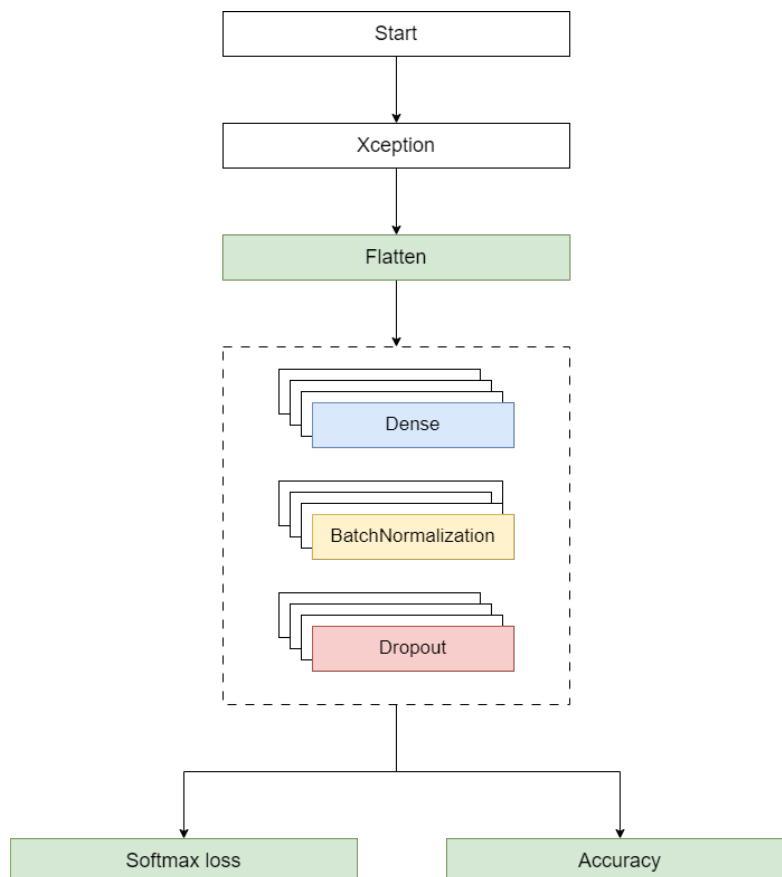 Start
Xception
Flatten
Dense
BatchNormalization
Dropout
Softmax loss
Accuracy